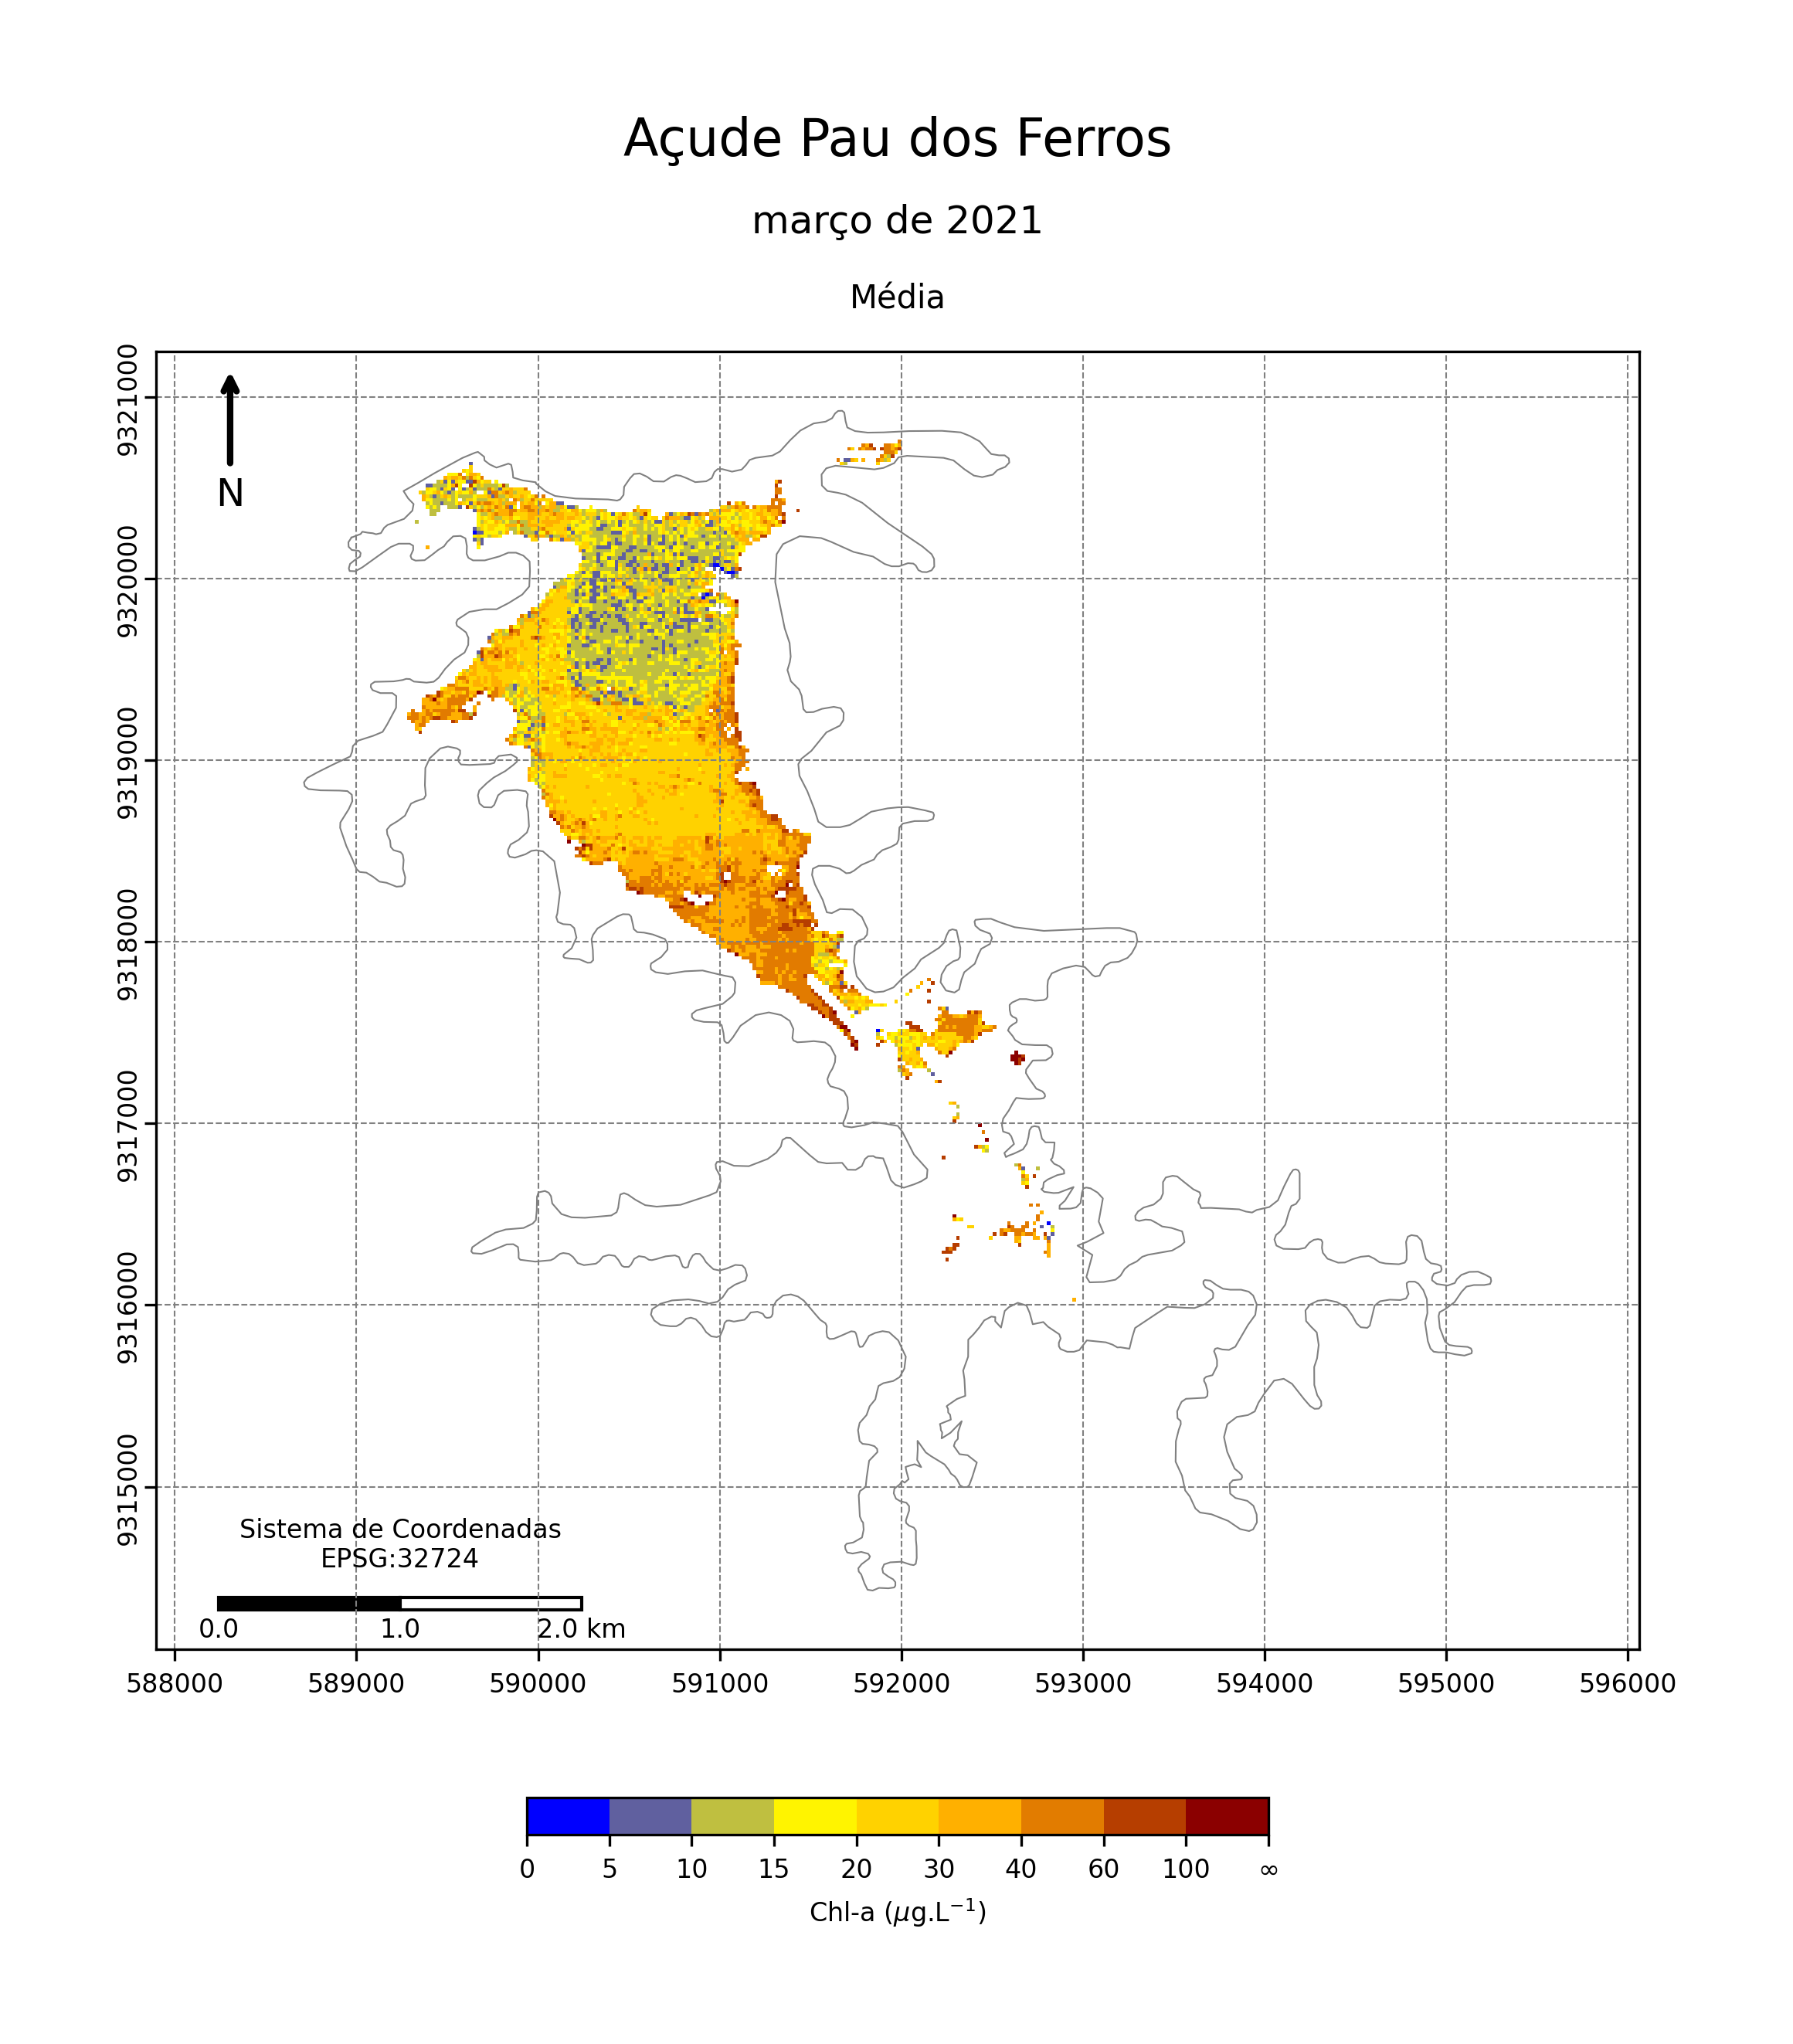 Açude Pau dos Ferros
março de 2021
Média
9321000
9320000
9319000
9318000
9317000
9316000
9315000
N
Sistema de Coordenadas
EPSG:32724
0.0 1.0 2.0 km
588000 589000 590000 591000 592000 593000 594000 595000 596000
0 5 10 15 20 30 40 60 100 ∞
Chl-a (μg.L⁻¹)